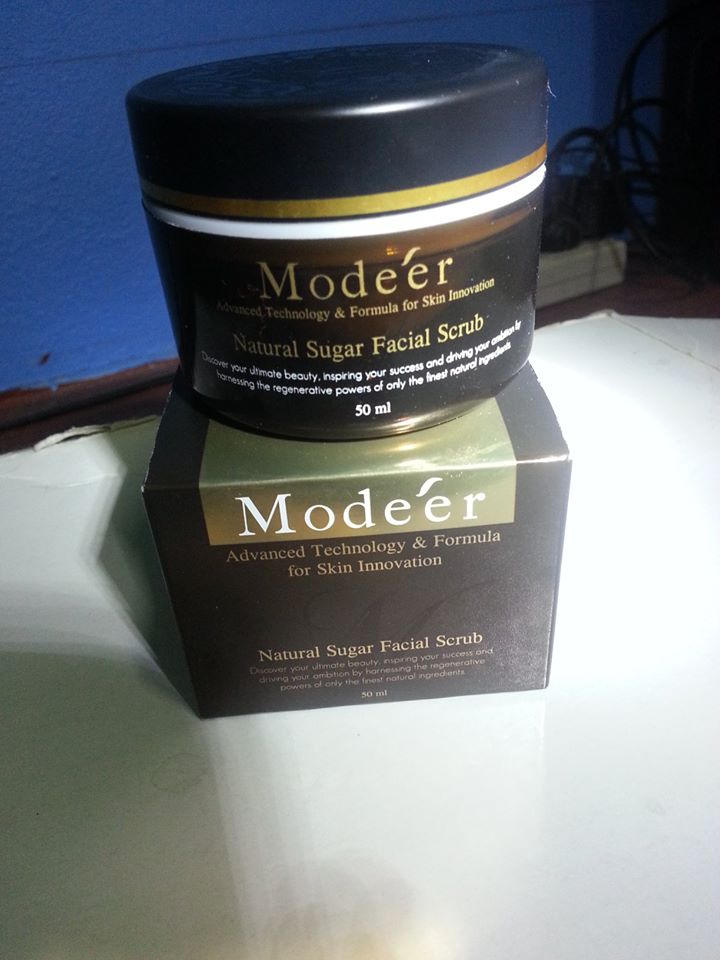 Modéer
Advanced Technology & Formula for Skin Innovation
Natural Sugar Facial Scrub
Discover your ultimate beauty, inspiring your success and driving your ambition by
harnessing the regenerative powers of only the finest natural ingredients.
50 ml
Modéer
Advanced Technology & Formula
for Skin Innovation
Natural Sugar Facial Scrub
Discover your ultimate beauty, inspiring your success and
driving your ambition by harnessing the regenerative
powers of only the finest natural ingredients.
50 ml